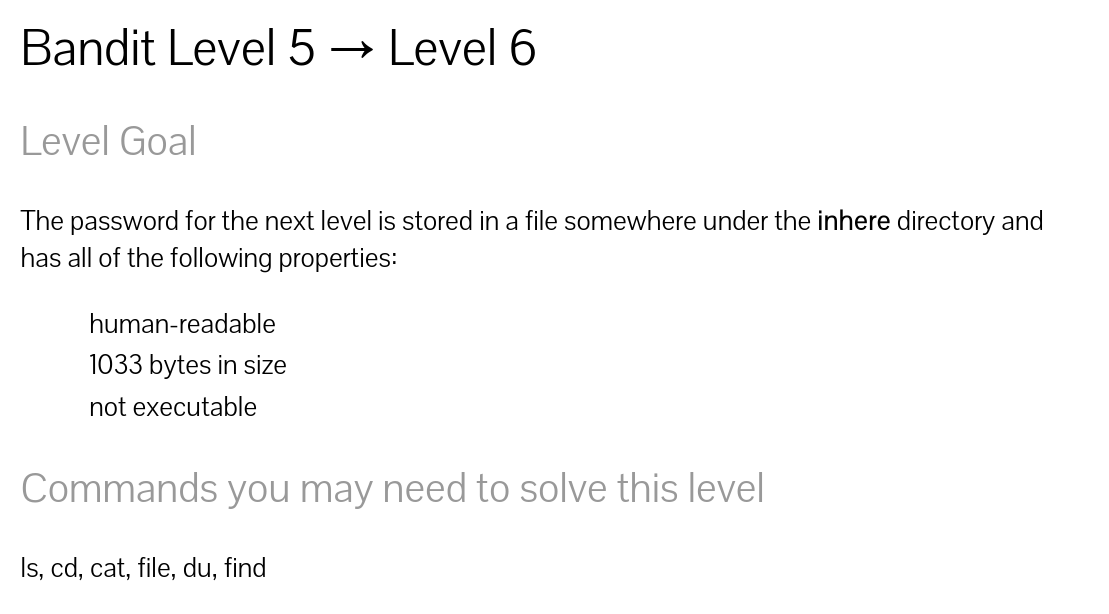 Bandit Level 5 → Level 6
Level Goal
The password for the next level is stored in a file somewhere under the inhere directory and
has all of the following properties:
human-readable
1033 bytes in size
not executable
Commands you may need to solve this level
ls, cd, cat, file, du, find